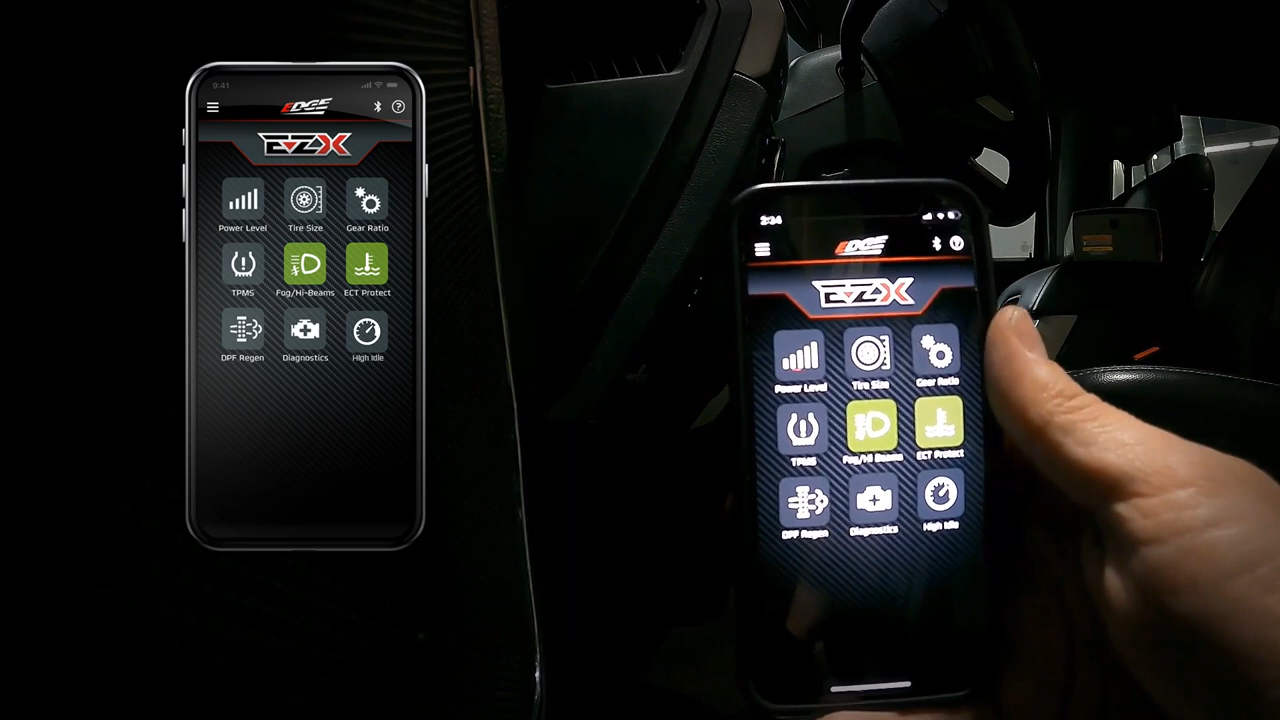 9:41
EDGE
EZX
Power Level Tire Size Gear Ratio
TPMS Fog/Hi-Beams ECT Protect
DPF Regen Diagnostics High Idle
2:34
EDGE
EZX
Power Level Tire Size Gear Ratio
TPMS Fog/Hi Beams ECT Protect
DPF Regen Diagnostics High Idle